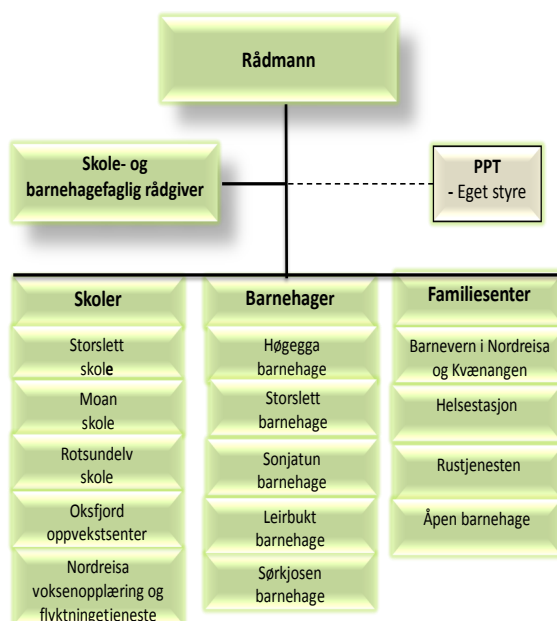 Rådmann
Skole- og
barnehagefaglig rådgiver
PPT
- Eget styre
Skoler
Storslett
skole
Moan
skole
Rotsundelv
skole
Oksfjord
oppvekstsenter
Nordreisa
voksenopplæring og
flyktningetjeneste
Barnehager
Høgegga
barnehage
Storslett
barnehage
Sonjatun
barnehage
Leirbukt
barnehage
Sørkjosen
barnehage
Familiesenter
Barnevern i Nordreisa
og Kvænangen
Helsestasjon
Rustjenesten
Åpen barnehage